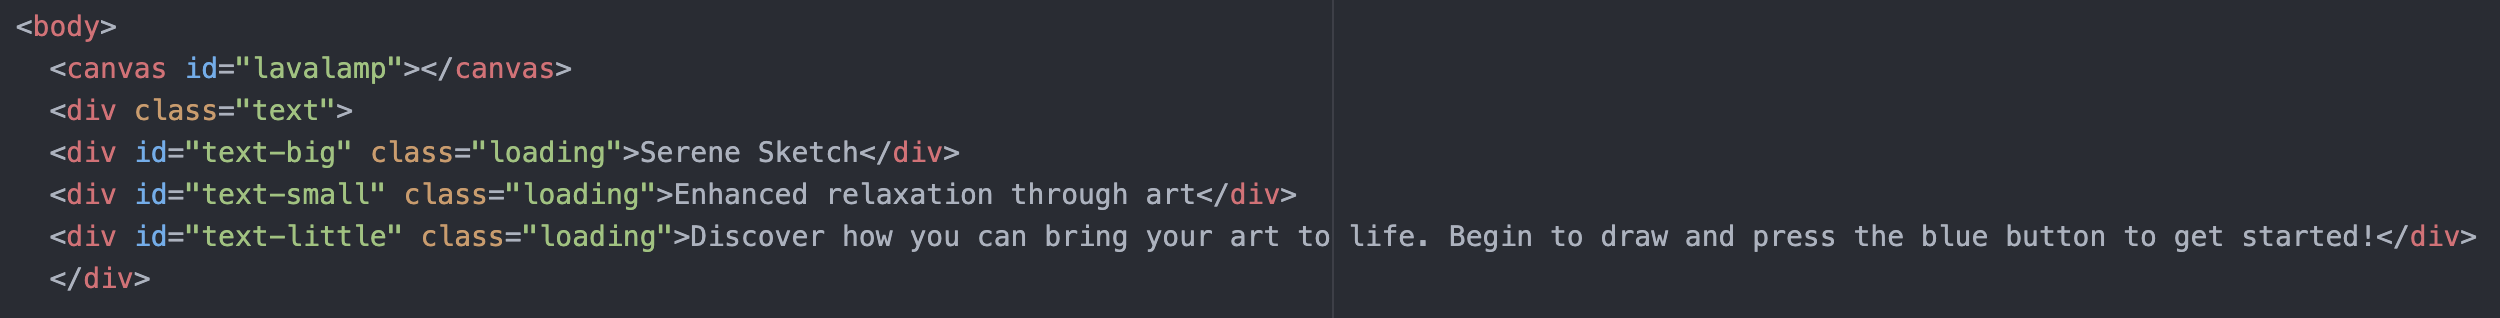 <body>
<canvas id="lavalamp"></canvas>
<div class="text">
<div id="text-big" class="loading">Serene Sketch</div>
<div id="text-small" class="loading">Enhanced relaxation through art</div>
<div id="text-little" class="loading">Discover how you can bring your art to life. Begin to draw and press the blue button to get started!</div>
</div>